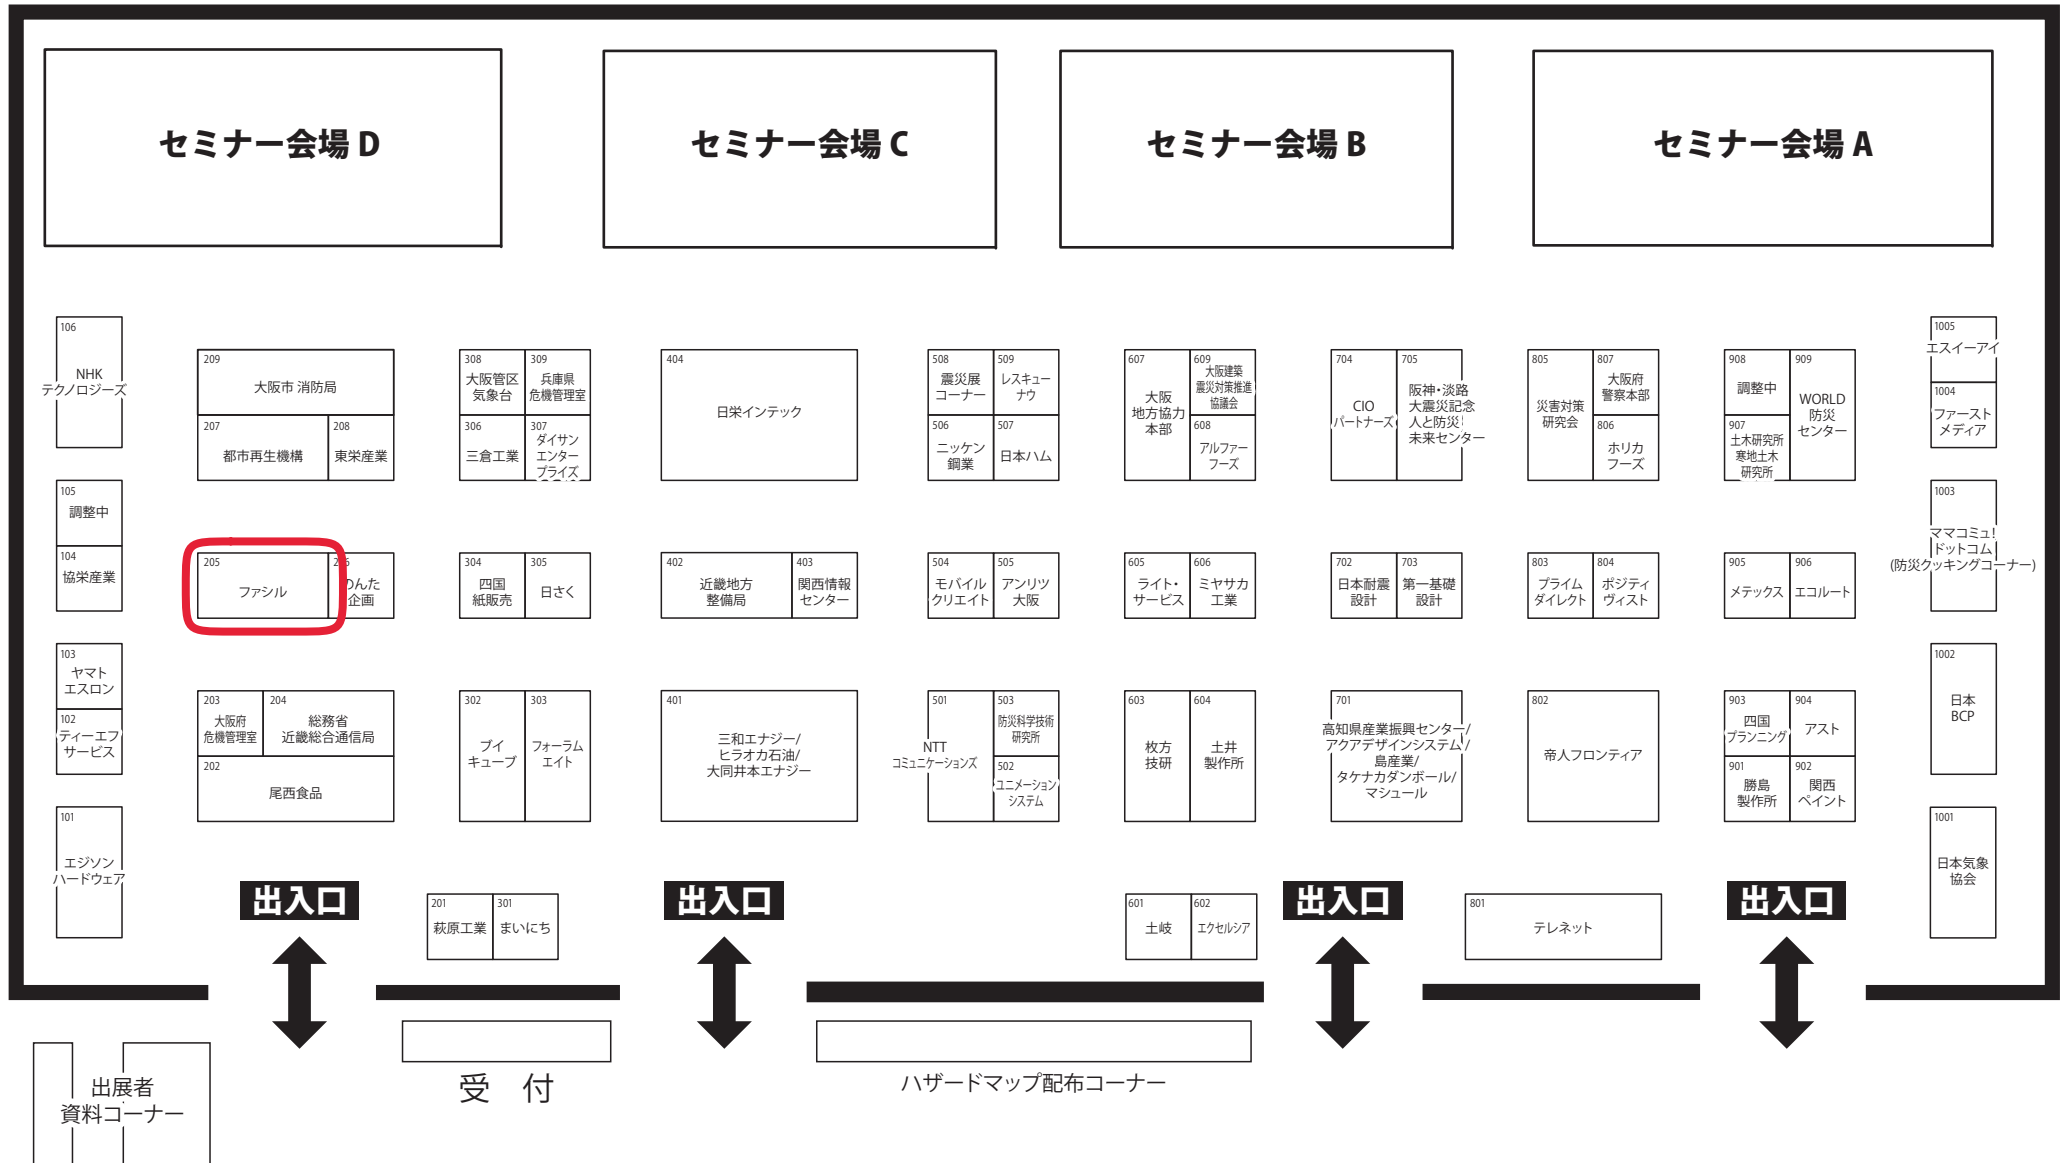 セミナー会場 D
セミナー会場 C
セミナー会場 B
セミナー会場 A
106
NHK
テクノロジーズ
105
調整中
104
協栄産業
103
ヤマト
エスロン
102
ティーエフ
サービス
101
エジソン
ハードウェア
209
大阪市 消防局
207
都市再生機構
208
東栄産業
205
ファシル
のんた
企画
203
大阪府
危機管理室
204
総務省
近畿総合通信局
202
尾西食品
308
大阪管区
気象台
309
兵庫県
危機管理室
306
三倉工業
307
ダイサン
エンター
プライズ
304
四国
紙販売
305
日さく
302
ブイ
キューブ
303
フォーラム
エイト
404
日栄インテック
402
近畿地方
整備局
403
関西情報
センター
401
三和エナジー/
ヒラオカ石油/
大同井本エナジー
508
震災展
コーナー
509
レスキュー
ナウ
506
ニッケン
鋼業
507
日本ハム
504
モバイル
クリエイト
505
アンリツ
大阪
501
NTT
コミュニケーションズ
503
防災科学技術
研究所
502
ユニメーション
システム
607
大阪
地方協力
本部
609
大阪建築
震災対策推進
協議会
608
アルファー
フーズ
605
ライト・
サービス
606
ミヤサカ
工業
603
枚方
技研
604
土井
製作所
704
CIO
パートナーズ
705
阪神・淡路
大震災記念
人と防災
未来センター
702
日本耐震
設計
703
第一基礎
設計
701
高知県産業振興センター/
アクアデザインシステム/
島産業/
タケナカダンボール/
マシュール
805
災害対策
研究会
807
大阪府
警察本部
806
ホリカ
フーズ
803
プライム
ダイレクト
804
ポジティ
ヴィスト
802
帝人フロンティア
908
調整中
909
WORLD
防災
センター
907
土木研究所
寒地土木
研究所
905
メテックス
906
エコルート
903
四国
プランニング
904
アスト
901
勝島
製作所
902
関西
ペイント
1005
エスイーアイ
1004
ファースト
メディア
1003
ママコミュ!
ドットコム
(防災クッキングコーナー)
1002
日本
BCP
1001
日本気象
協会
出入口
201
萩原工業
301
まいにち
出入口
601
土岐
602
エクセルシア
出入口
801
テレネット
出入口
出展者
資料コーナー
受 付
ハザードマップ配布コーナー